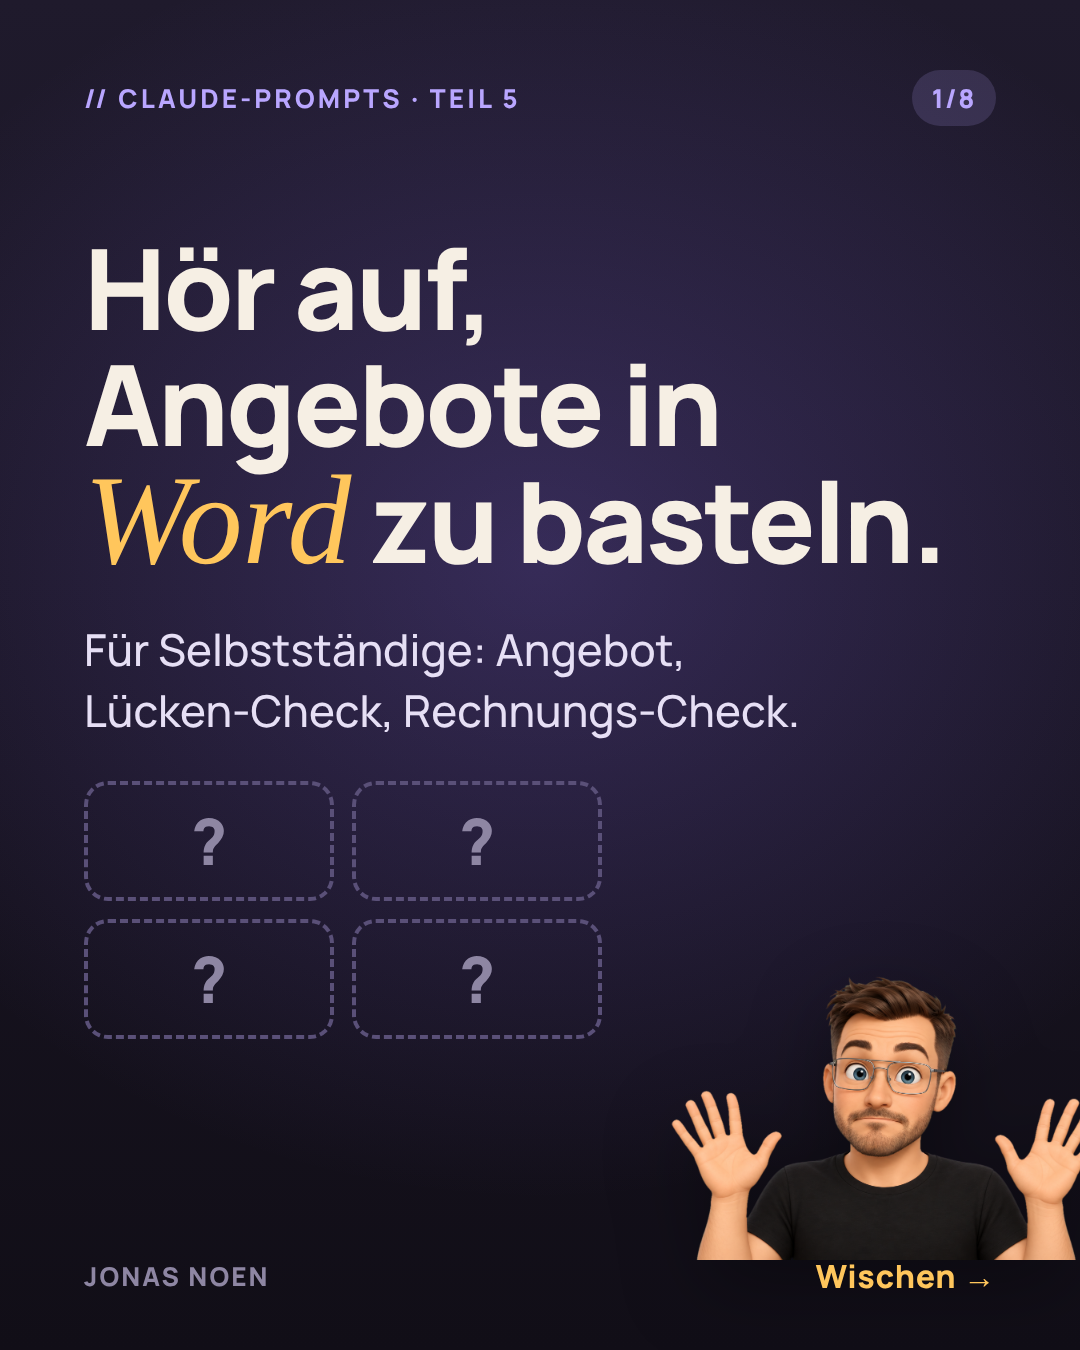 // CLAUDE-PROMPTS · TEIL 5
1/8
Hör auf,
Angebote in
Word zu basteln.
Für Selbstständige: Angebot,
Lücken-Check, Rechnungs-Check.
? ?
? ?
JONAS NOEN
Wischen →